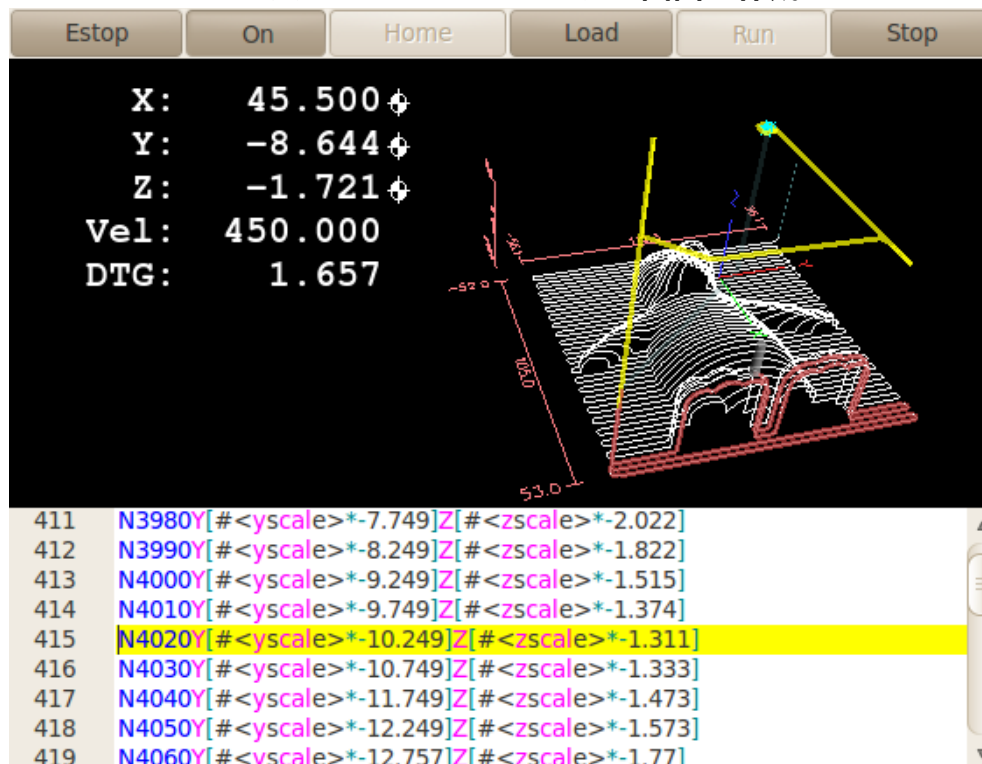 Estop On Home Load Run Stop
X: 45.500
Y: -8.644
Z: -1.721
Vel: 450.000
DTG: 1.657
-52.0
105.0
53.0
411 N3980Y[#<yscale>*-7.749]Z[#<zscale>*-2.022]
412 N3990Y[#<yscale>*-8.249]Z[#<zscale>*-1.822]
413 N4000Y[#<yscale>*-9.249]Z[#<zscale>*-1.515]
414 N4010Y[#<yscale>*-9.749]Z[#<zscale>*-1.374]
415 N4020Y[#<yscale>*-10.249]Z[#<zscale>*-1.311]
416 N4030Y[#<yscale>*-10.749]Z[#<zscale>*-1.333]
417 N4040Y[#<yscale>*-11.749]Z[#<zscale>*-1.473]
418 N4050Y[#<yscale>*-12.249]Z[#<zscale>*-1.573]
419 N4060Y[#<yscale>*-12.757]Z[#<zscale>*-1.77]